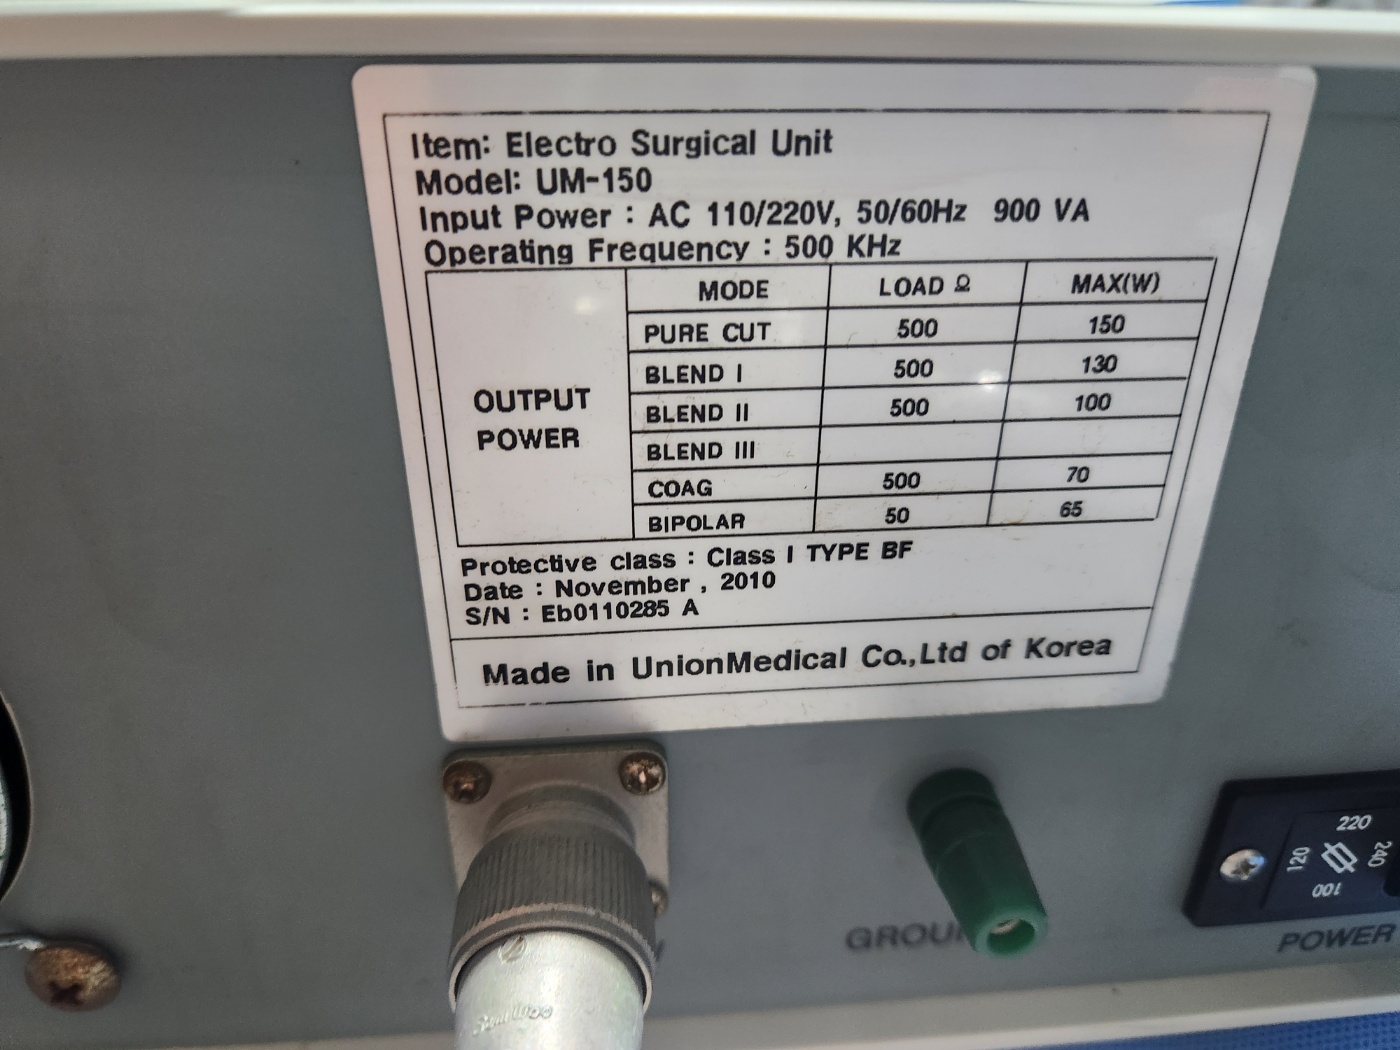 Item: Electro Surgical Unit
Model: UM-150
Input Power : AC 110/220V, 50/60Hz 900 VA
Operating Frequency : 500 KHz
OUTPUT POWER
MODE LOAD Ω MAX(W)
PURE CUT 500 150
BLEND I 500 130
BLEND II 500 100
BLEND III
COAG 500 70
BIPOLAR 50 65
Protective class : Class I TYPE BF
Date : November , 2010
S/N : Eb0110285 A
Made in UnionMedical Co.,Ltd of Korea
220
120
240
100
POWER